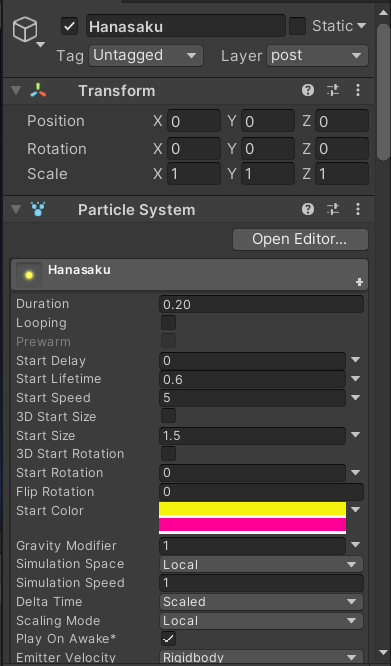 Hanasaku Static
Tag Untagged Layer post
Transform
Position X 0 Y 0 Z 0
Rotation X 0 Y 0 Z 0
Scale X 1 Y 1 Z 1
Particle System
Open Editor...
Hanasaku
Duration 0.20
Looping
Prewarm
Start Delay 0
Start Lifetime 0.6
Start Speed 5
3D Start Size
Start Size 1.5
3D Start Rotation
Start Rotation 0
Flip Rotation 0
Start Color
Gravity Modifier 1
Simulation Space Local
Simulation Speed 1
Delta Time Scaled
Scaling Mode Local
Play On Awake*
Emitter Velocity Rigidbody